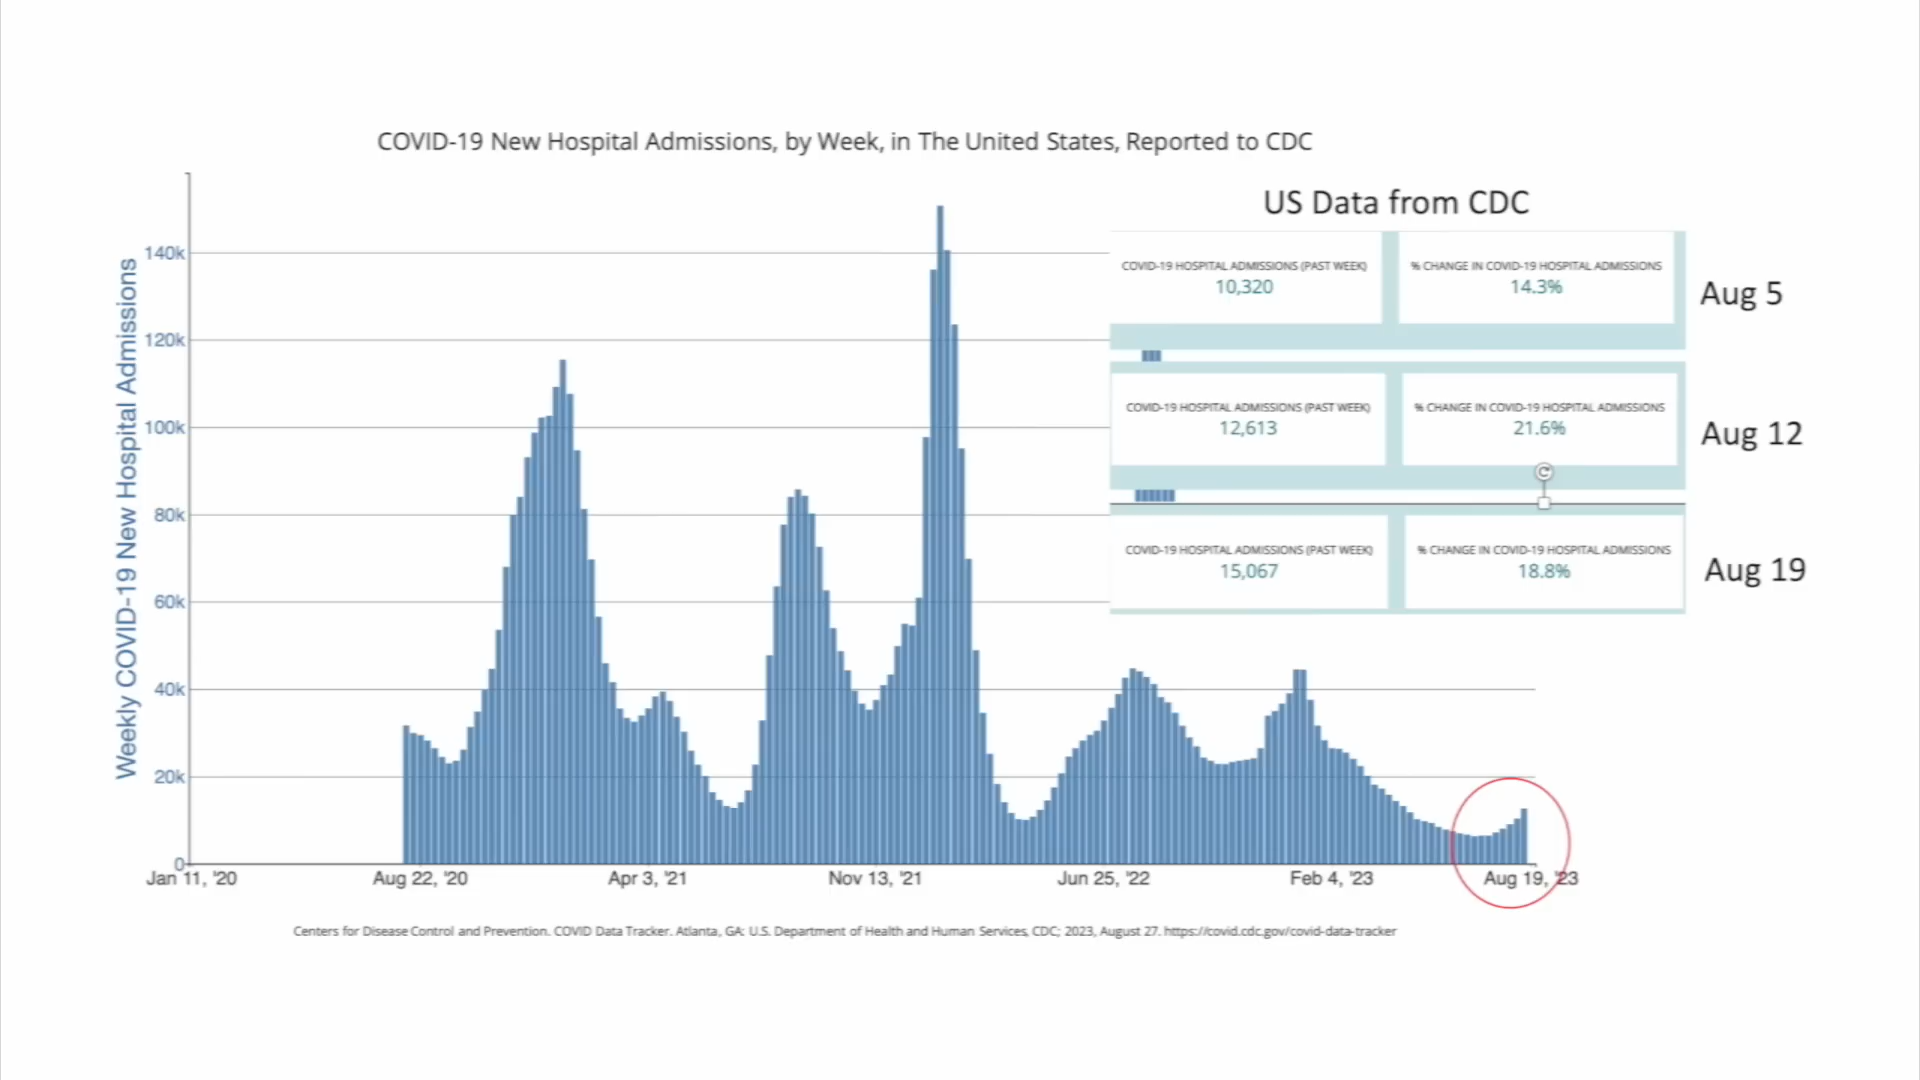 COVID-19 New Hospital Admissions, by Week, in The United States, Reported to CDC
US Data from CDC
COVID-19 HOSPITAL ADMISSIONS (PAST WEEK)
10,320
% CHANGE IN COVID-19 HOSPITAL ADMISSIONS
14.3%
Aug 5
COVID-19 HOSPITAL ADMISSIONS (PAST WEEK)
12,613
% CHANGE IN COVID-19 HOSPITAL ADMISSIONS
21.6%
Aug 12
COVID-19 HOSPITAL ADMISSIONS (PAST WEEK)
15,067
% CHANGE IN COVID-19 HOSPITAL ADMISSIONS
18.8%
Aug 19
Weekly COVID-19 New Hospital Admissions
140k
120k
100k
80k
60k
40k
20k
0
Jan 11, '20
Aug 22, '20
Apr 3, '21
Nov 13, '21
Jun 25, '22
Feb 4, '23
Aug 19, '23
Centers for Disease Control and Prevention. COVID Data Tracker. Atlanta, GA: U.S. Department of Health and Human Services, CDC; 2023, August 27. https://covid.cdc.gov/covid-data-tracker